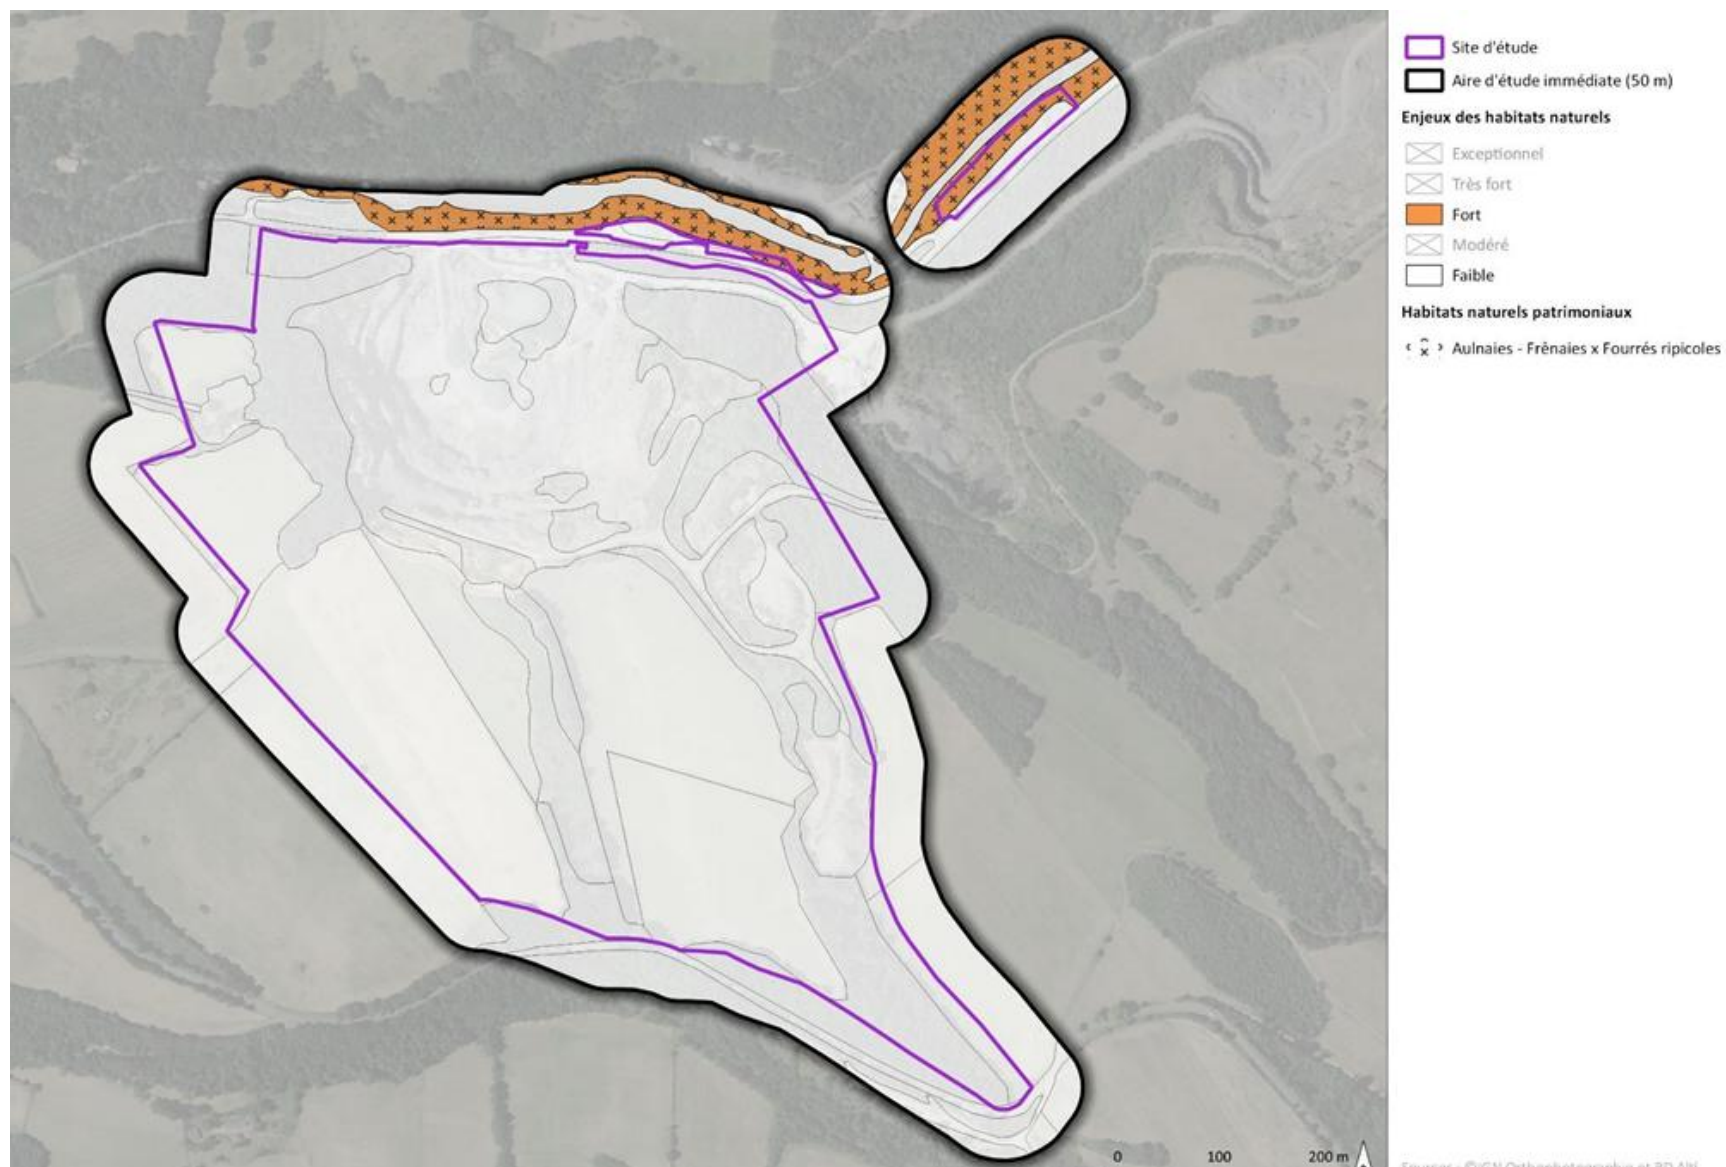 Site d'étude
Aire d'étude immédiate (50 m)
Enjeux des habitats naturels
Exceptionnel
Très fort
Fort
Modéré
Faible
Habitats naturels patrimoniaux
Aulnaies - Frênaies x Fourrés ripicoles
0 100 200 m